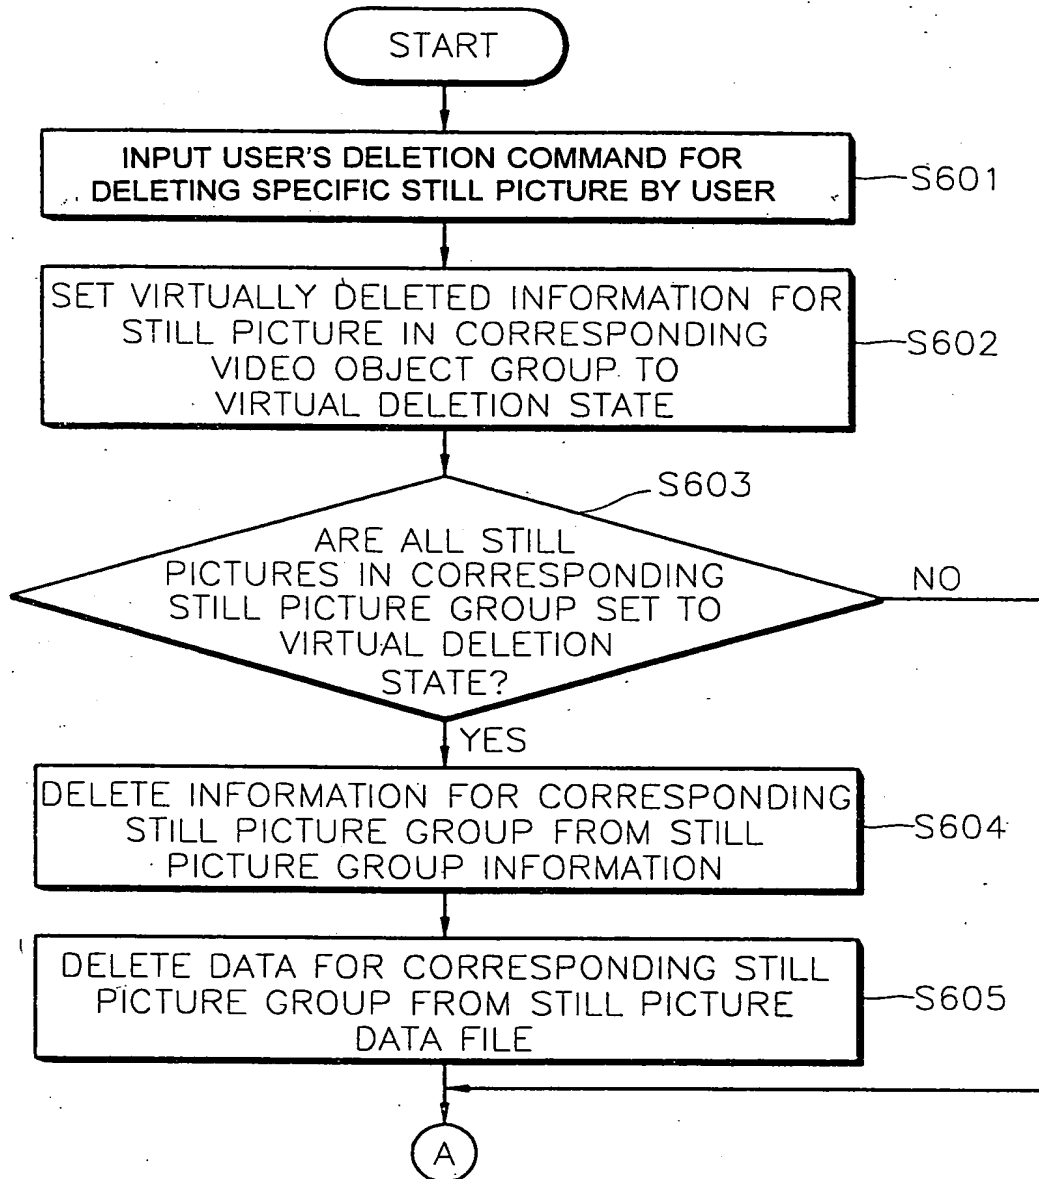 START
INPUT USER'S DELETION COMMAND FOR
DELETING SPECIFIC STILL PICTURE BY USER
S601
SET VIRTUALLY DELETED INFORMATION FOR
STILL PICTURE IN CORRESPONDING
VIDEO OBJECT GROUP TO
VIRTUAL DELETION STATE
S602
S603
ARE ALL STILL
PICTURES IN CORRESPONDING
STILL PICTURE GROUP SET TO
VIRTUAL DELETION
STATE?
NO
YES
DELETE INFORMATION FOR CORRESPONDING
STILL PICTURE GROUP FROM STILL
PICTURE GROUP INFORMATION
S604
DELETE DATA FOR CORRESPONDING STILL
PICTURE GROUP FROM STILL PICTURE
DATA FILE
S605
A